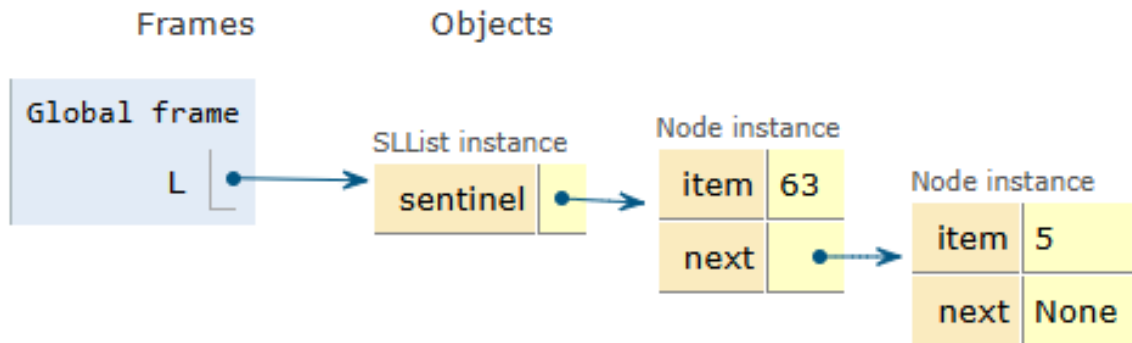 Frames Objects
Global frame
L
SLList instance
sentinel
Node instance
item 63
next
Node instance
item 5
next None